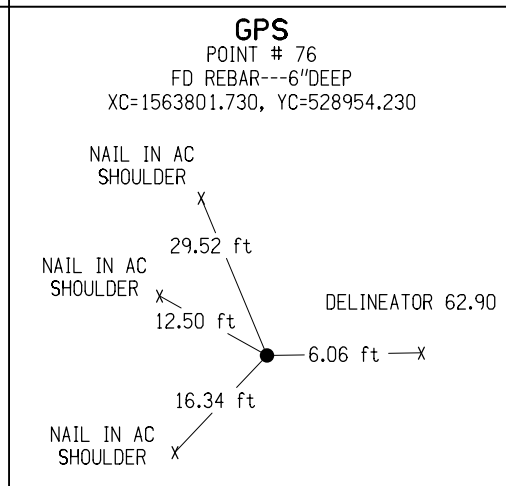 GPS
POINT # 76
FD REBAR---6"DEEP
XC=1563801.730, YC=528954.230
NAIL IN AC
SHOULDER
X
29.52 ft
NAIL IN AC
SHOULDER X
12.50 ft
DELINEATOR 62.90
6.06 ft X
16.34 ft
NAIL IN AC
SHOULDER X